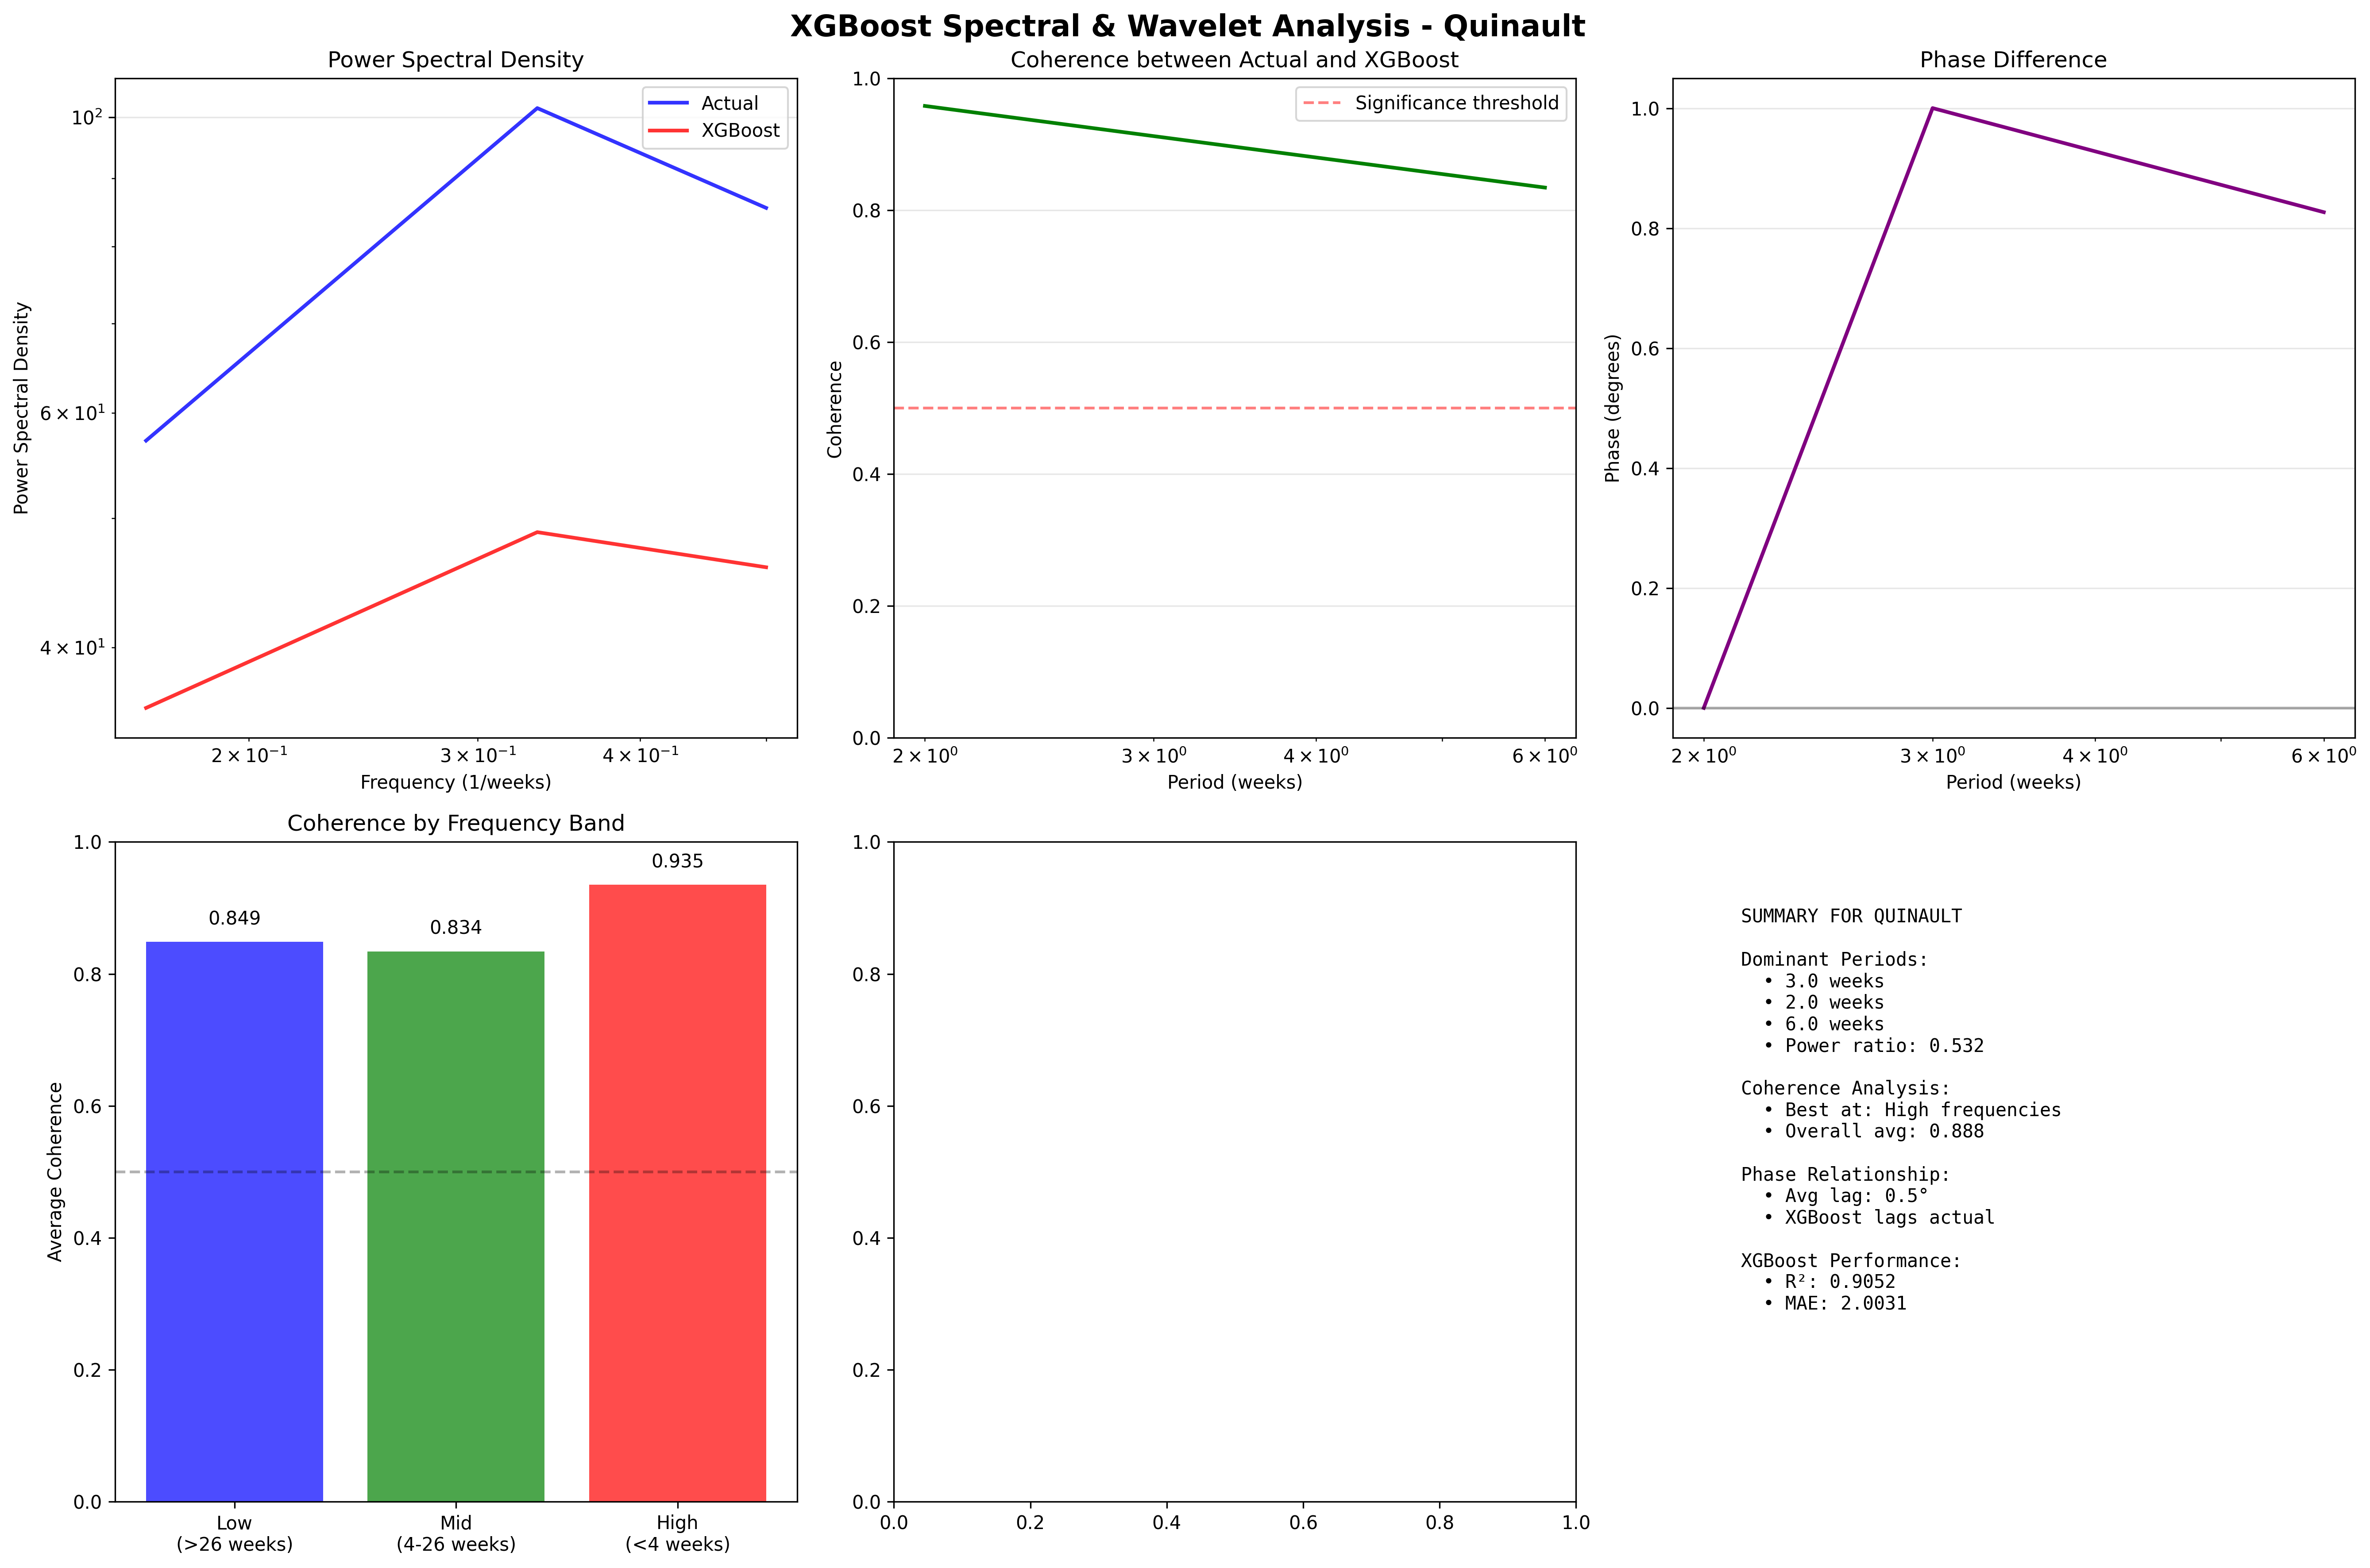 XGBoost Spectral & Wavelet Analysis - Quinault
Power Spectral Density
Power Spectral Density
10²
6 × 10¹
4 × 10¹
Actual
XGBoost
2 × 10⁻¹ 3 × 10⁻¹ 4 × 10⁻¹
Frequency (1/weeks)
Coherence between Actual and XGBoost
Coherence
1.0
0.8
0.6
0.4
0.2
0.0
Significance threshold
2 × 10⁰ 3 × 10⁰ 4 × 10⁰ 6 × 10⁰
Period (weeks)
Phase Difference
Phase (degrees)
1.0
0.8
0.6
0.4
0.2
0.0
2 × 10⁰ 3 × 10⁰ 4 × 10⁰ 6 × 10⁰
Period (weeks)
Coherence by Frequency Band
Average Coherence
1.0
0.8
0.6
0.4
0.2
0.0
0.849
0.834
0.935
Low Mid High
(>26 weeks) (4-26 weeks) (<4 weeks)
1.0
0.8
0.6
0.4
0.2
0.0
0.0 0.2 0.4 0.6 0.8 1.0
SUMMARY FOR QUINAULT
Dominant Periods:
• 3.0 weeks
• 2.0 weeks
• 6.0 weeks
• Power ratio: 0.532
Coherence Analysis:
• Best at: High frequencies
• Overall avg: 0.888
Phase Relationship:
• Avg lag: 0.5°
• XGBoost lags actual
XGBoost Performance:
• R²: 0.9052
• MAE: 2.0031